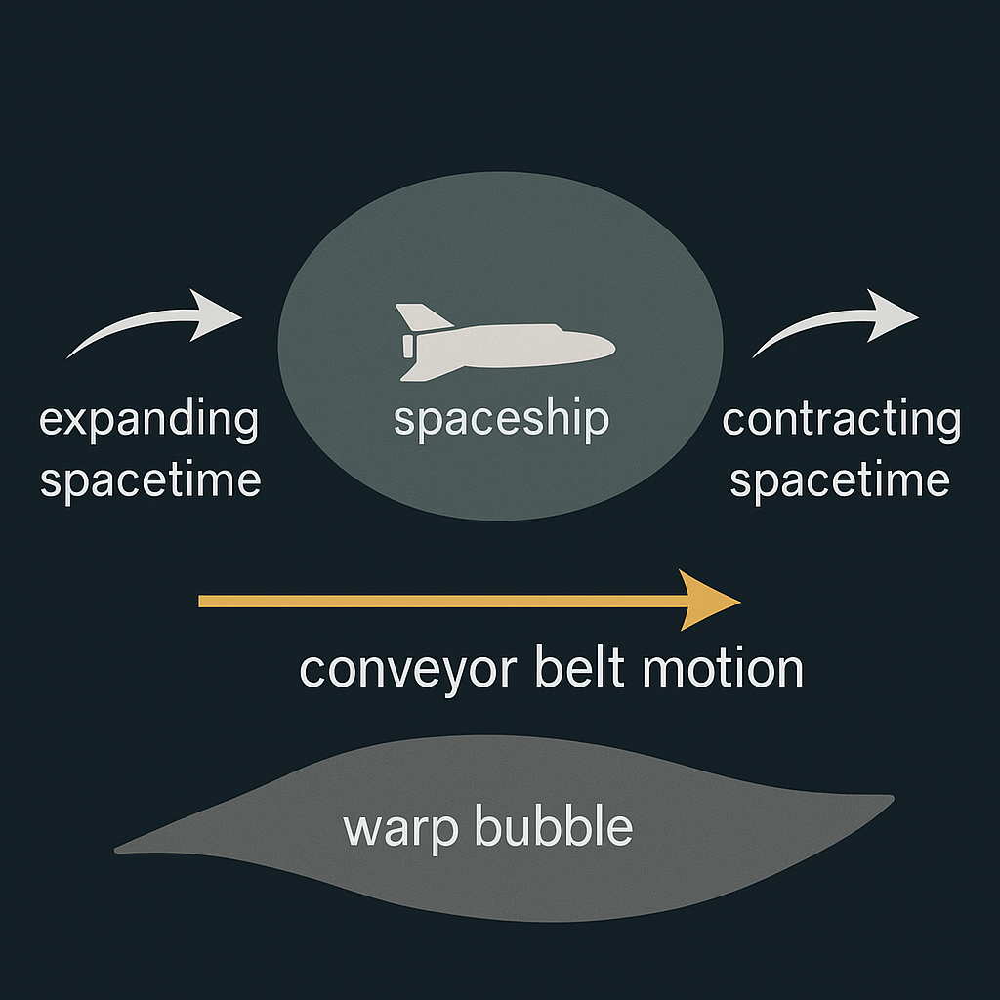 expanding
spacetime
spaceship
contracting
spacetime
conveyor belt motion
warp bubble